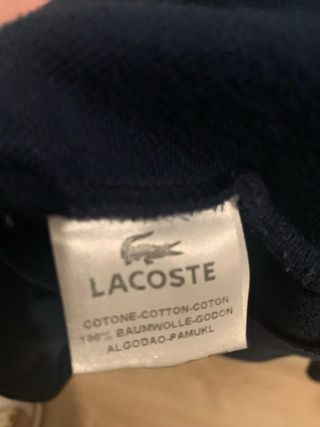 LACOSTE
COTONE-COTTON-COTON
100% BAUMWOLLE-GODON
ALGODAO-PAMUKL